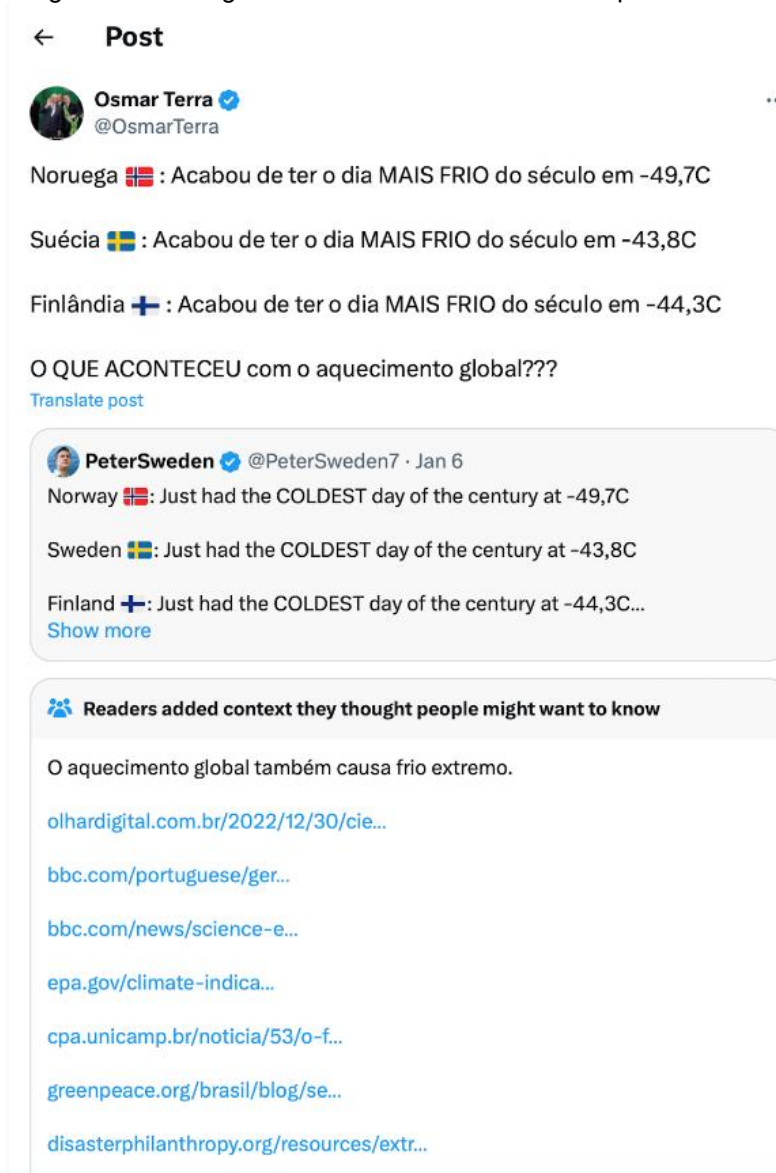 Post
Osmar Terra
@OsmarTerra
Noruega 🇳🇴 : Acabou de ter o dia MAIS FRIO do século em -49,7C
Suécia 🇸🇪 : Acabou de ter o dia MAIS FRIO do século em -43,8C
Finlândia 🇫🇮 : Acabou de ter o dia MAIS FRIO do século em -44,3C
O QUE ACONTECEU com o aquecimento global???
Translate post
PeterSweden @PeterSweden7 · Jan 6
Norway 🇳🇴: Just had the COLDEST day of the century at -49,7C
Sweden 🇸🇪: Just had the COLDEST day of the century at -43,8C
Finland 🇫🇮: Just had the COLDEST day of the century at -44,3C...
Show more
Readers added context they thought people might want to know
O aquecimento global também causa frio extremo.
olhardigital.com.br/2022/12/30/cie...
bbc.com/portuguese/ger...
bbc.com/news/science-e...
epa.gov/climate-indica...
cpa.unicamp.br/noticia/53/o-f...
greenpeace.org/brasil/blog/se...
disasterphilanthropy.org/resources/extr...